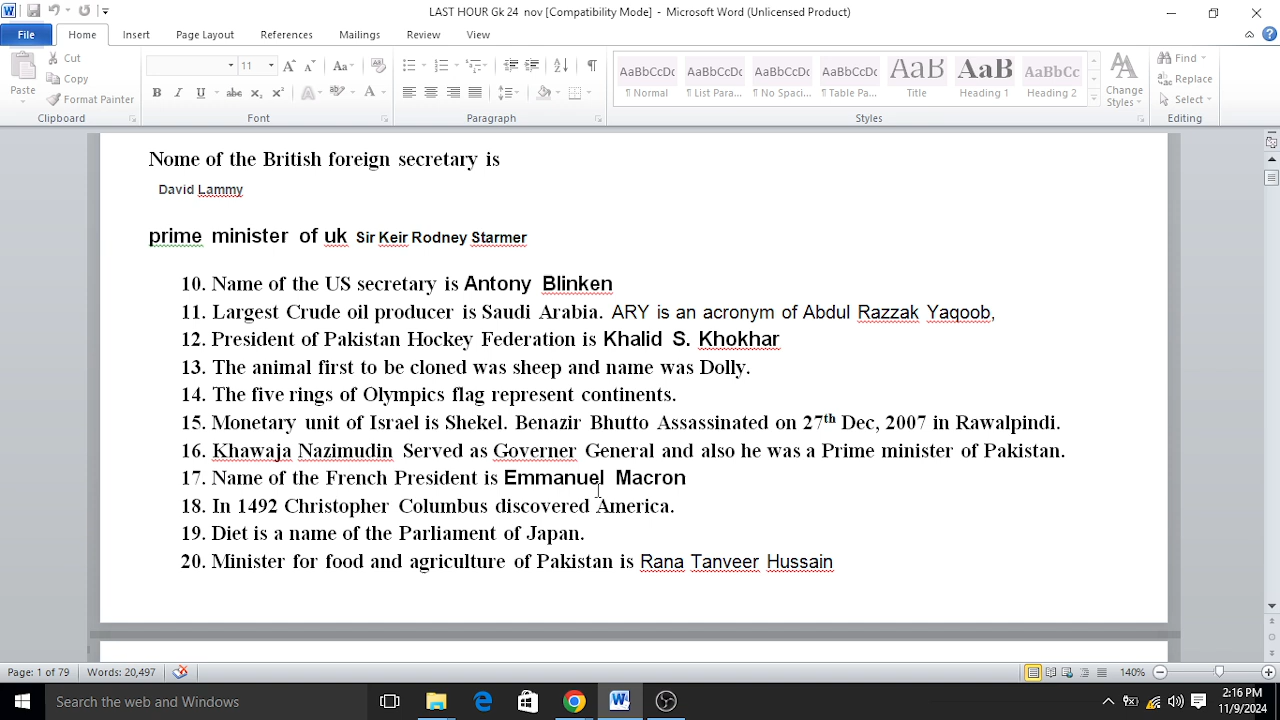 LAST HOUR Gk 24 nov [Compatibility Mode] - Microsoft Word (Unlicensed Product)
File Home Insert Page Layout References Mailings Review View
Cut
Copy
Format Painter
Paste
11
Aa
AaBbCcDc AaBbCcDc AaBbCcDc AaBbCcDc AaB AaB AaBbCc
¶ Normal ¶ List Para... ¶ No Spaci... ¶ Table Pa... Title Heading 1 Heading 2
Change Styles
Find
Replace
Select
Clipboard Font Paragraph Styles Editing
Nome of the British foreign secretary is
David Lammy
prime minister of uk Sir Keir Rodney Starmer
10. Name of the US secretary is Antony Blinken
11. Largest Crude oil producer is Saudi Arabia. ARY is an acronym of Abdul Razzak Yaqoob,
12. President of Pakistan Hockey Federation is Khalid S. Khokhar
13. The animal first to be cloned was sheep and name was Dolly.
14. The five rings of Olympics flag represent continents.
15. Monetary unit of Israel is Shekel. Benazir Bhutto Assassinated on 27th Dec, 2007 in Rawalpindi.
16. Khawaja Nazimudin Served as Governer General and also he was a Prime minister of Pakistan.
17. Name of the French President is Emmanuel Macron
18. In 1492 Christopher Columbus discovered America.
19. Diet is a name of the Parliament of Japan.
20. Minister for food and agriculture of Pakistan is Rana Tanveer Hussain
Page: 1 of 79 Words: 20,497 140%
Search the web and Windows
2:16 PM
11/9/2024